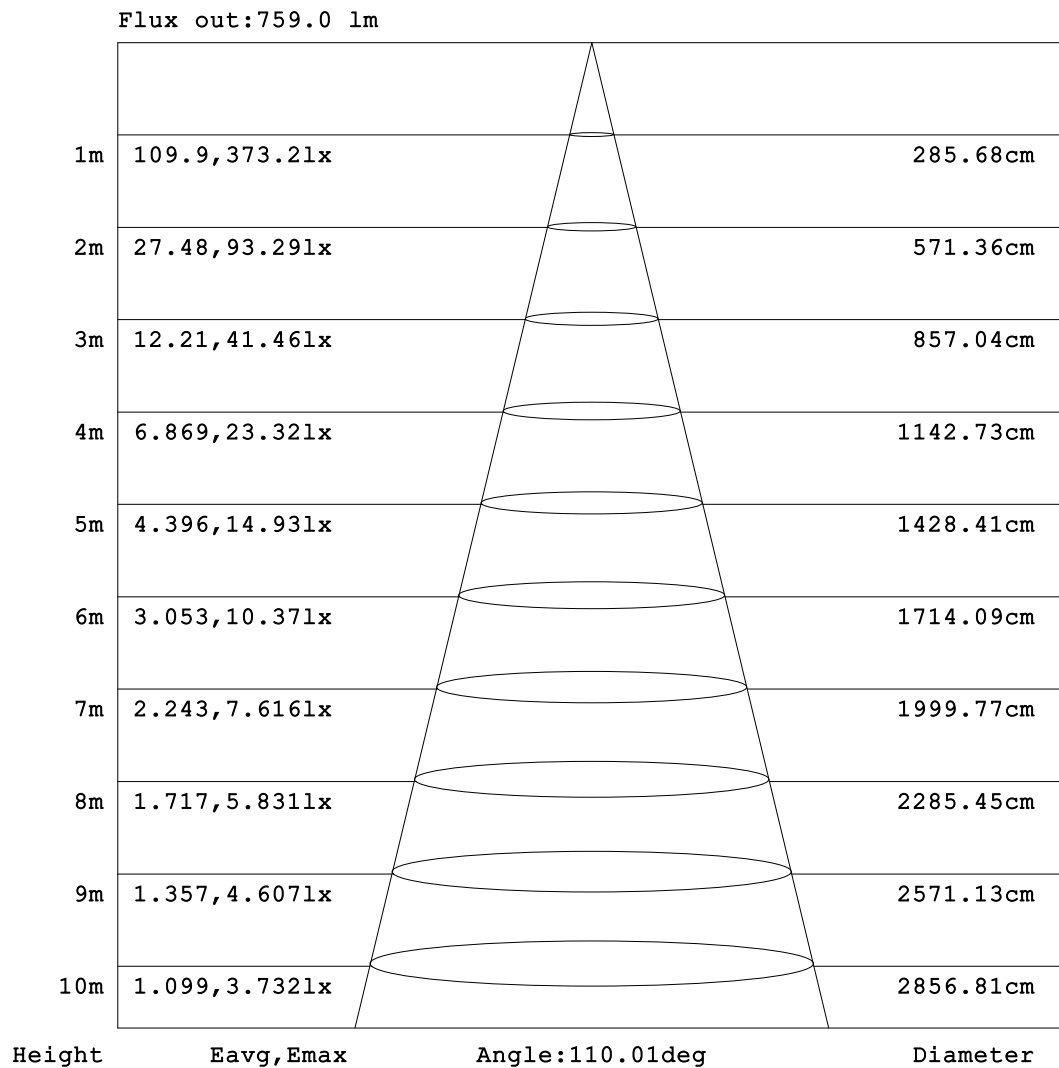 Flux out:759.0 lm
1m 109.9,373.2lx 285.68cm
2m 27.48,93.29lx 571.36cm
3m 12.21,41.46lx 857.04cm
4m 6.869,23.32lx 1142.73cm
5m 4.396,14.93lx 1428.41cm
6m 3.053,10.37lx 1714.09cm
7m 2.243,7.616lx 1999.77cm
8m 1.717,5.831lx 2285.45cm
9m 1.357,4.607lx 2571.13cm
10m 1.099,3.732lx 2856.81cm
Height Eavg,Emax Angle:110.01deg Diameter